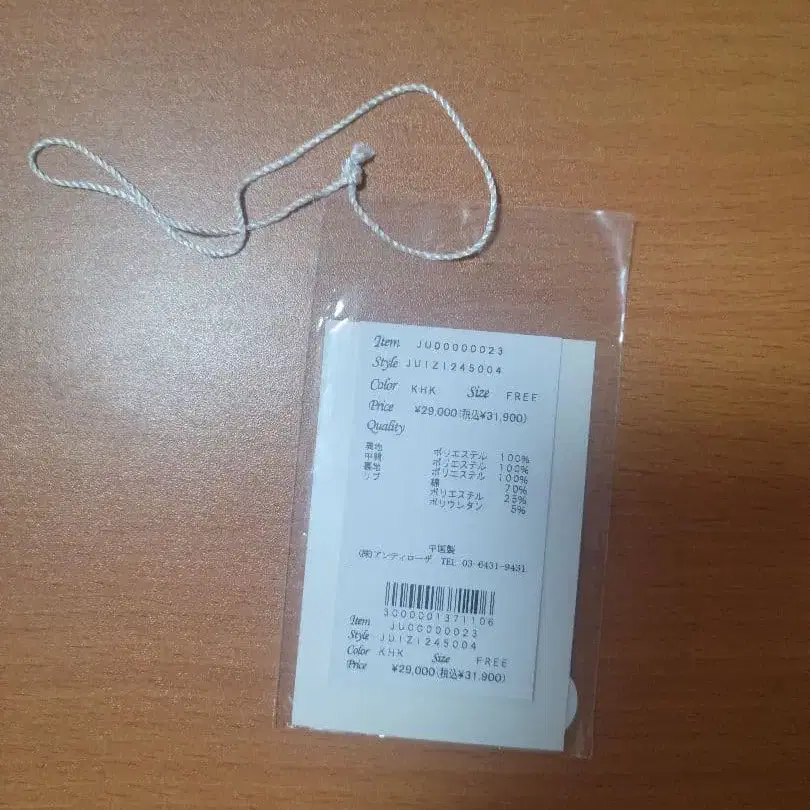 Item JU00000023
Style JUIZI245004
Color KHK Size FREE
Price ¥29,000(税込¥31,900)
Quality
表地 ポリエステル 100%
中綿 ポリエステル 100%
裏地 ポリエステル 100%
リブ 綿 70%
ポリエステル 25%
ポリウレタン 5%
中国製
(株)アンティローザ TEL 03-6431-9431
3000001371106
Item JU00000023
Style JUIZI245004
Color KHK Size FREE
Price ¥29,000(税込¥31,900)